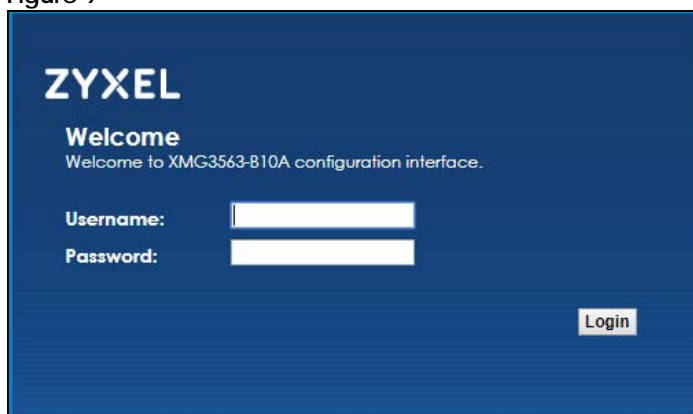 ZYXEL
Welcome
Welcome to XMG3563-B10A configuration interface.
Username:
Password:
Login